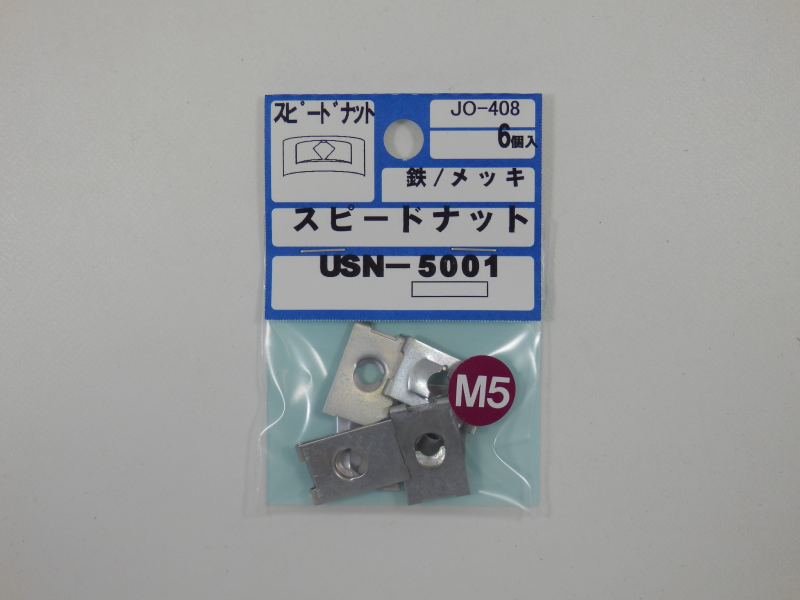 スピードナット
JO-408
6個入
鉄/メッキ
スピードナット
USN-5001
M5